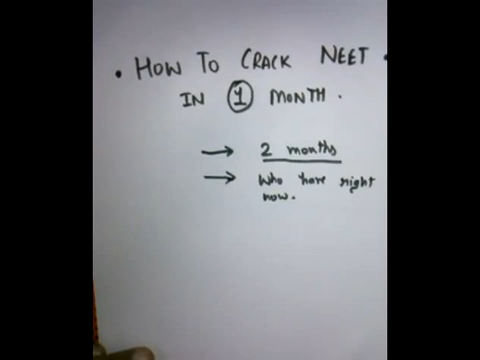 • HOW TO CRACK NEET •
IN 1 MONTH.
→ 2 months
→ Who have right
now.